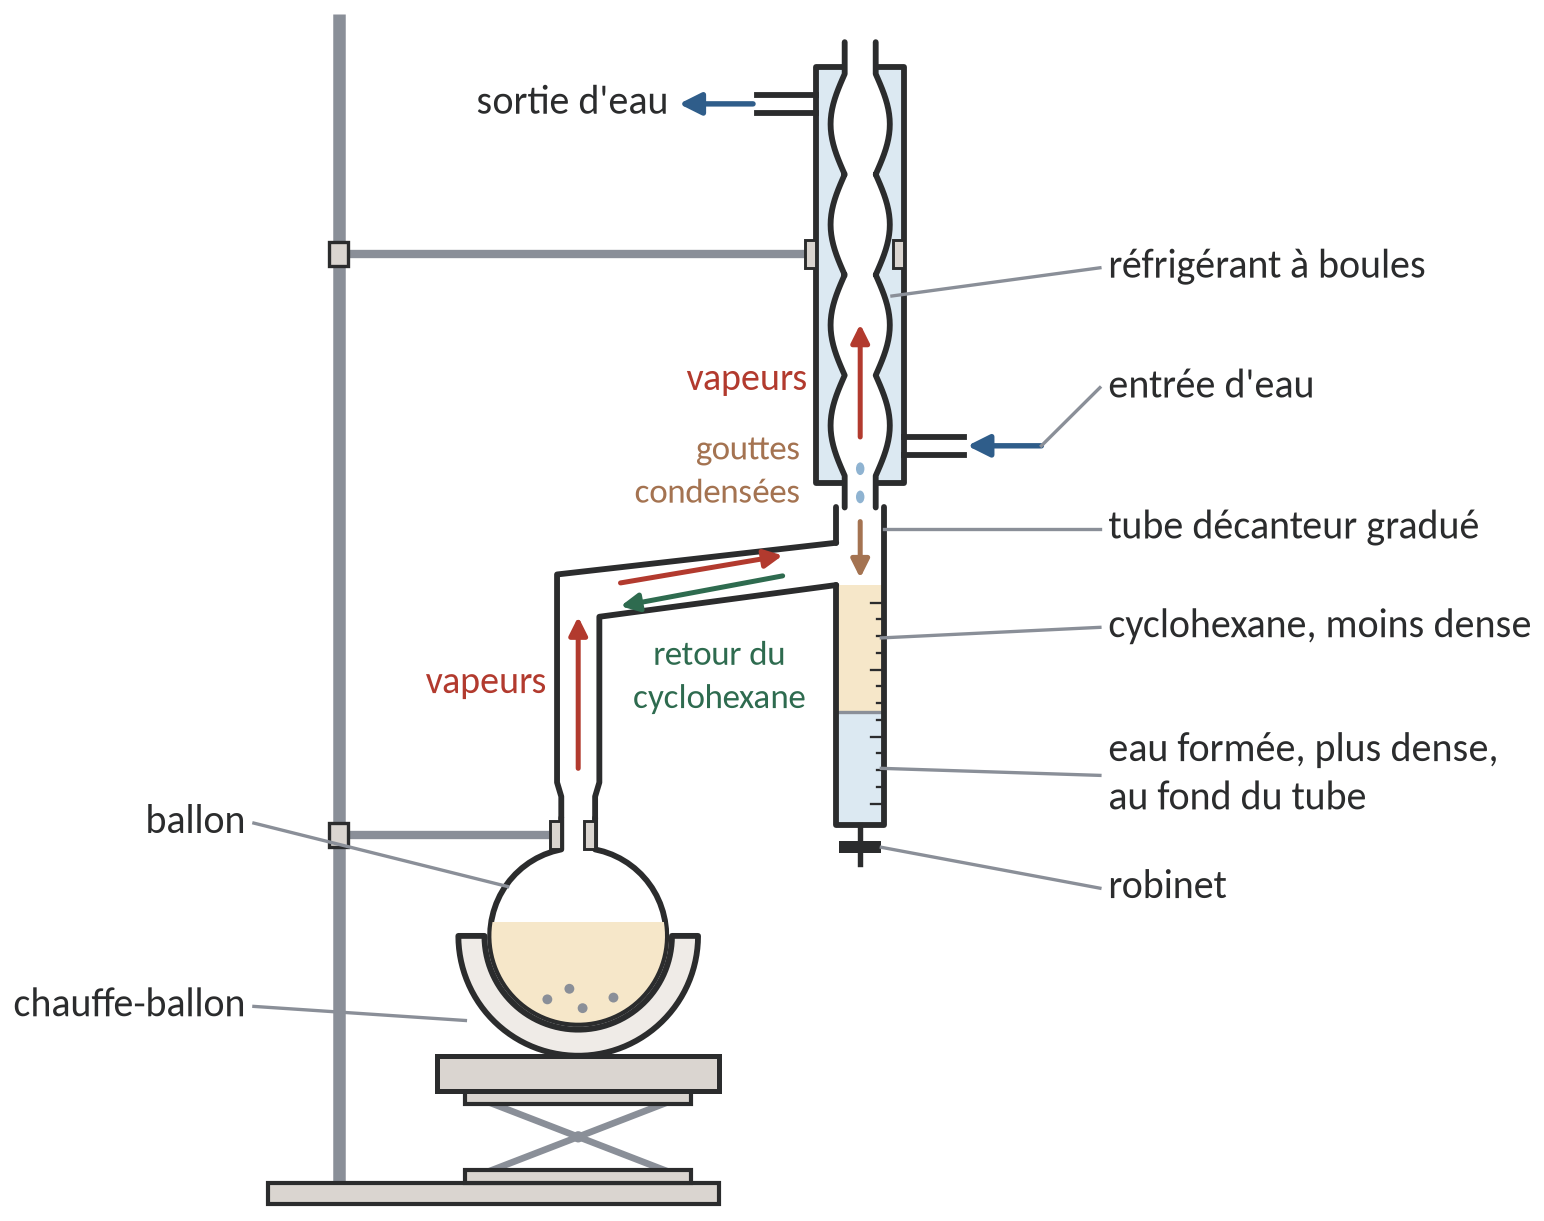 sortie d'eau
réfrigérant à boules
vapeurs
entrée d'eau
gouttes
condensées
tube décanteur gradué
cyclohexane, moins dense
retour du
cyclohexane
vapeurs
eau formée, plus dense,
au fond du tube
ballon
robinet
chauffe-ballon